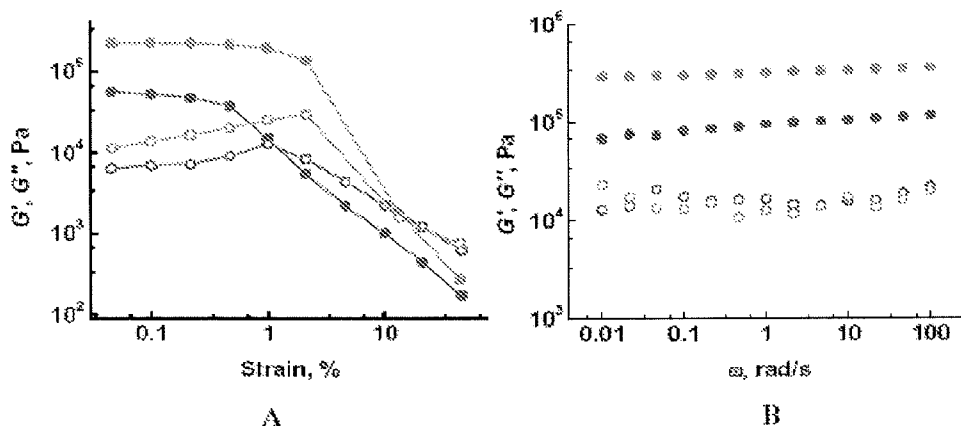 G', G", Pa
10⁵
10⁴
10³
10²
0.1 1 10
Strain, %
A
G', G", Pa
10⁶
10⁵
10⁴
10³
0.01 0.1 1 10 100
ω, rad/s
B